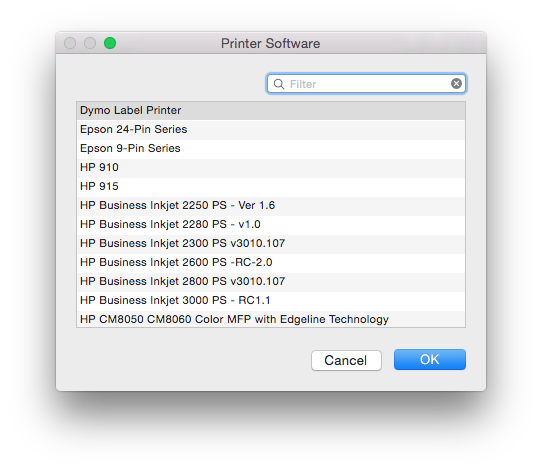 Printer Software
Filter
Dymo Label Printer
Epson 24-Pin Series
Epson 9-Pin Series
HP 910
HP 915
HP Business Inkjet 2250 PS - Ver 1.6
HP Business Inkjet 2280 PS - v1.0
HP Business Inkjet 2300 PS v3010.107
HP Business Inkjet 2600 PS -RC-2.0
HP Business Inkjet 2800 PS v3010.107
HP Business Inkjet 3000 PS - RC1.1
HP CM8050 CM8060 Color MFP with Edgeline Technology
Cancel OK